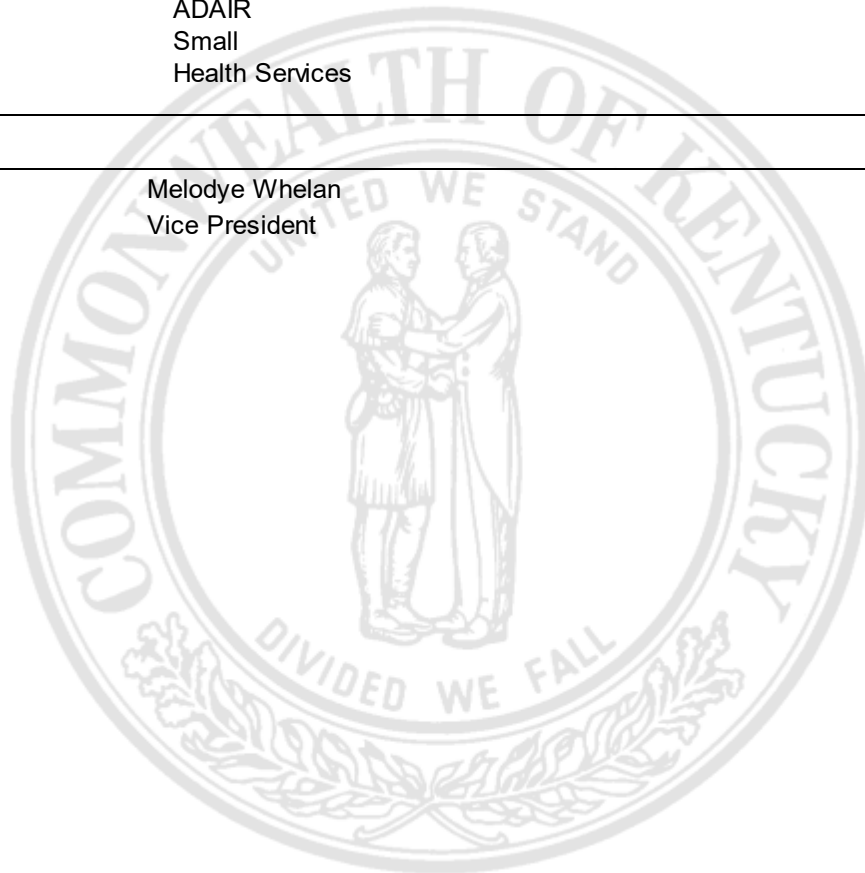 ADAIR
Small
Health Services
Melodye Whelan
Vice President
COMMONWEALTH OF KENTUCKY
UNITED WE STAND
DIVIDED WE FALL